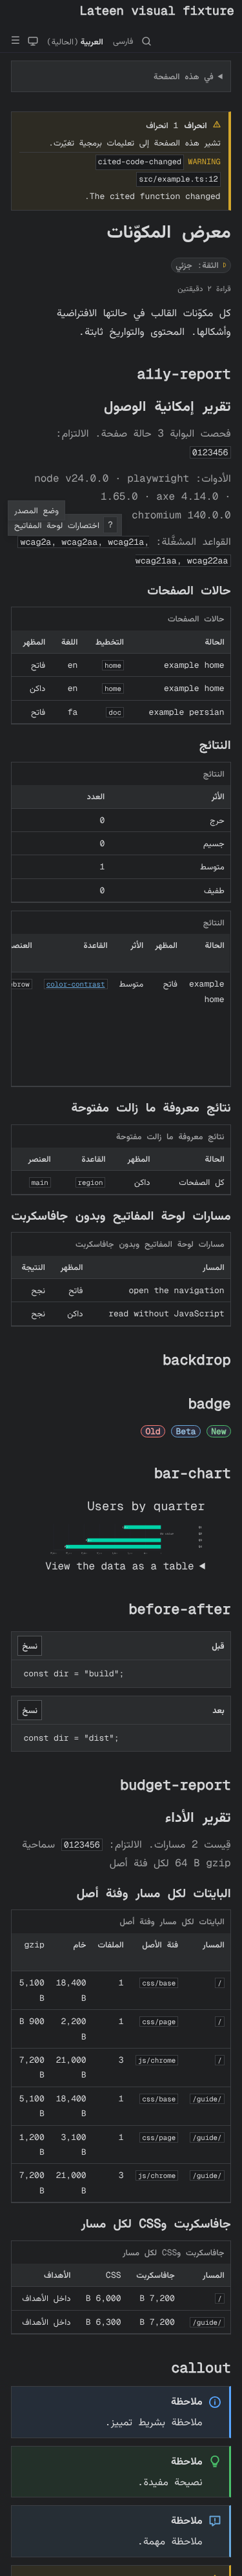 Lateen visual fixture
العربية (الحالية) فارسی
في هذه الصفحة
انحراف 1 انحراف
تشير هذه الصفحة إلى تعليمات برمجية تغيّرت.
WARNING cited-code-changed
src/example.ts:12
The cited function changed.
معرض المكوّنات
الثقة: جزئي
قراءة ٢ دقيقتين
كل مكوّنات القالب في حالتها الافتراضية وأشكالها. المحتوى والتواريخ ثابتة.
a11y-report
تقرير إمكانية الوصول
فحصت البوابة 3 حالة صفحة. الالتزام:
0123456
الأدوات: node v24.0.0 · playwright
1.65.0 · axe 4.14.0 ·
chromium 140.0.0
وضع المصدر
? اختصارات لوحة المفاتيح
القواعد المشغَّلة: wcag2a, wcag2aa, wcag21a,
wcag21aa, wcag22aa
حالات الصفحات
حالات الصفحات
الحالة التخطيط اللغة المظهر
example home home en فاتح
example home home en داكن
example persian doc fa فاتح
النتائج
النتائج
الأثر العدد
حرج 0
جسيم 0
متوسط 1
طفيف 0
النتائج
الحالة المظهر الأثر القاعدة
example home فاتح متوسط color-contrast
نتائج معروفة ما زالت مفتوحة
نتائج معروفة ما زالت مفتوحة
الحالة المظهر القاعدة العنصر
كل الصفحات داكن region main
مسارات لوحة المفاتيح وبدون جافاسكربت
مسارات لوحة المفاتيح وبدون جافاسكربت
المسار المظهر النتيجة
open the navigation فاتح نجح
read without JavaScript داكن نجح
backdrop
badge
New Beta Old
bar-chart
Users by quarter
View the data as a table
before-after
قبل نسخ
const dir = "build";
بعد نسخ
const dir = "dist";
budget-report
تقرير الأداء
قِيست 2 مسارات. الالتزام: 0123456 سماحية
64 B gzip لكل فئة أصل
البايتات لكل مسار وفئة أصل
البايتات لكل مسار وفئة أصل
المسار فئة الأصل الملفات خام gzip
/ css/base 1 18,400 B 5,100 B
/ css/page 1 2,200 B 900 B
/ js/chrome 3 21,000 B 7,200 B
/guide/ css/base 1 18,400 B 5,100 B
/guide/ css/page 1 3,100 B 1,200 B
/guide/ js/chrome 3 21,000 B 7,200 B
جافاسكربت وCSS لكل مسار
جافاسكربت وCSS لكل مسار
المسار جافاسكربت CSS الأهداف
/ 7,200 B 6,000 B داخل الأهداف
/guide/ 7,200 B 6,300 B داخل الأهداف
callout
ملاحظة
ملاحظة بشريط تمييز.
ملاحظة
نصيحة مفيدة.
ملاحظة
ملاحظة مهمة.